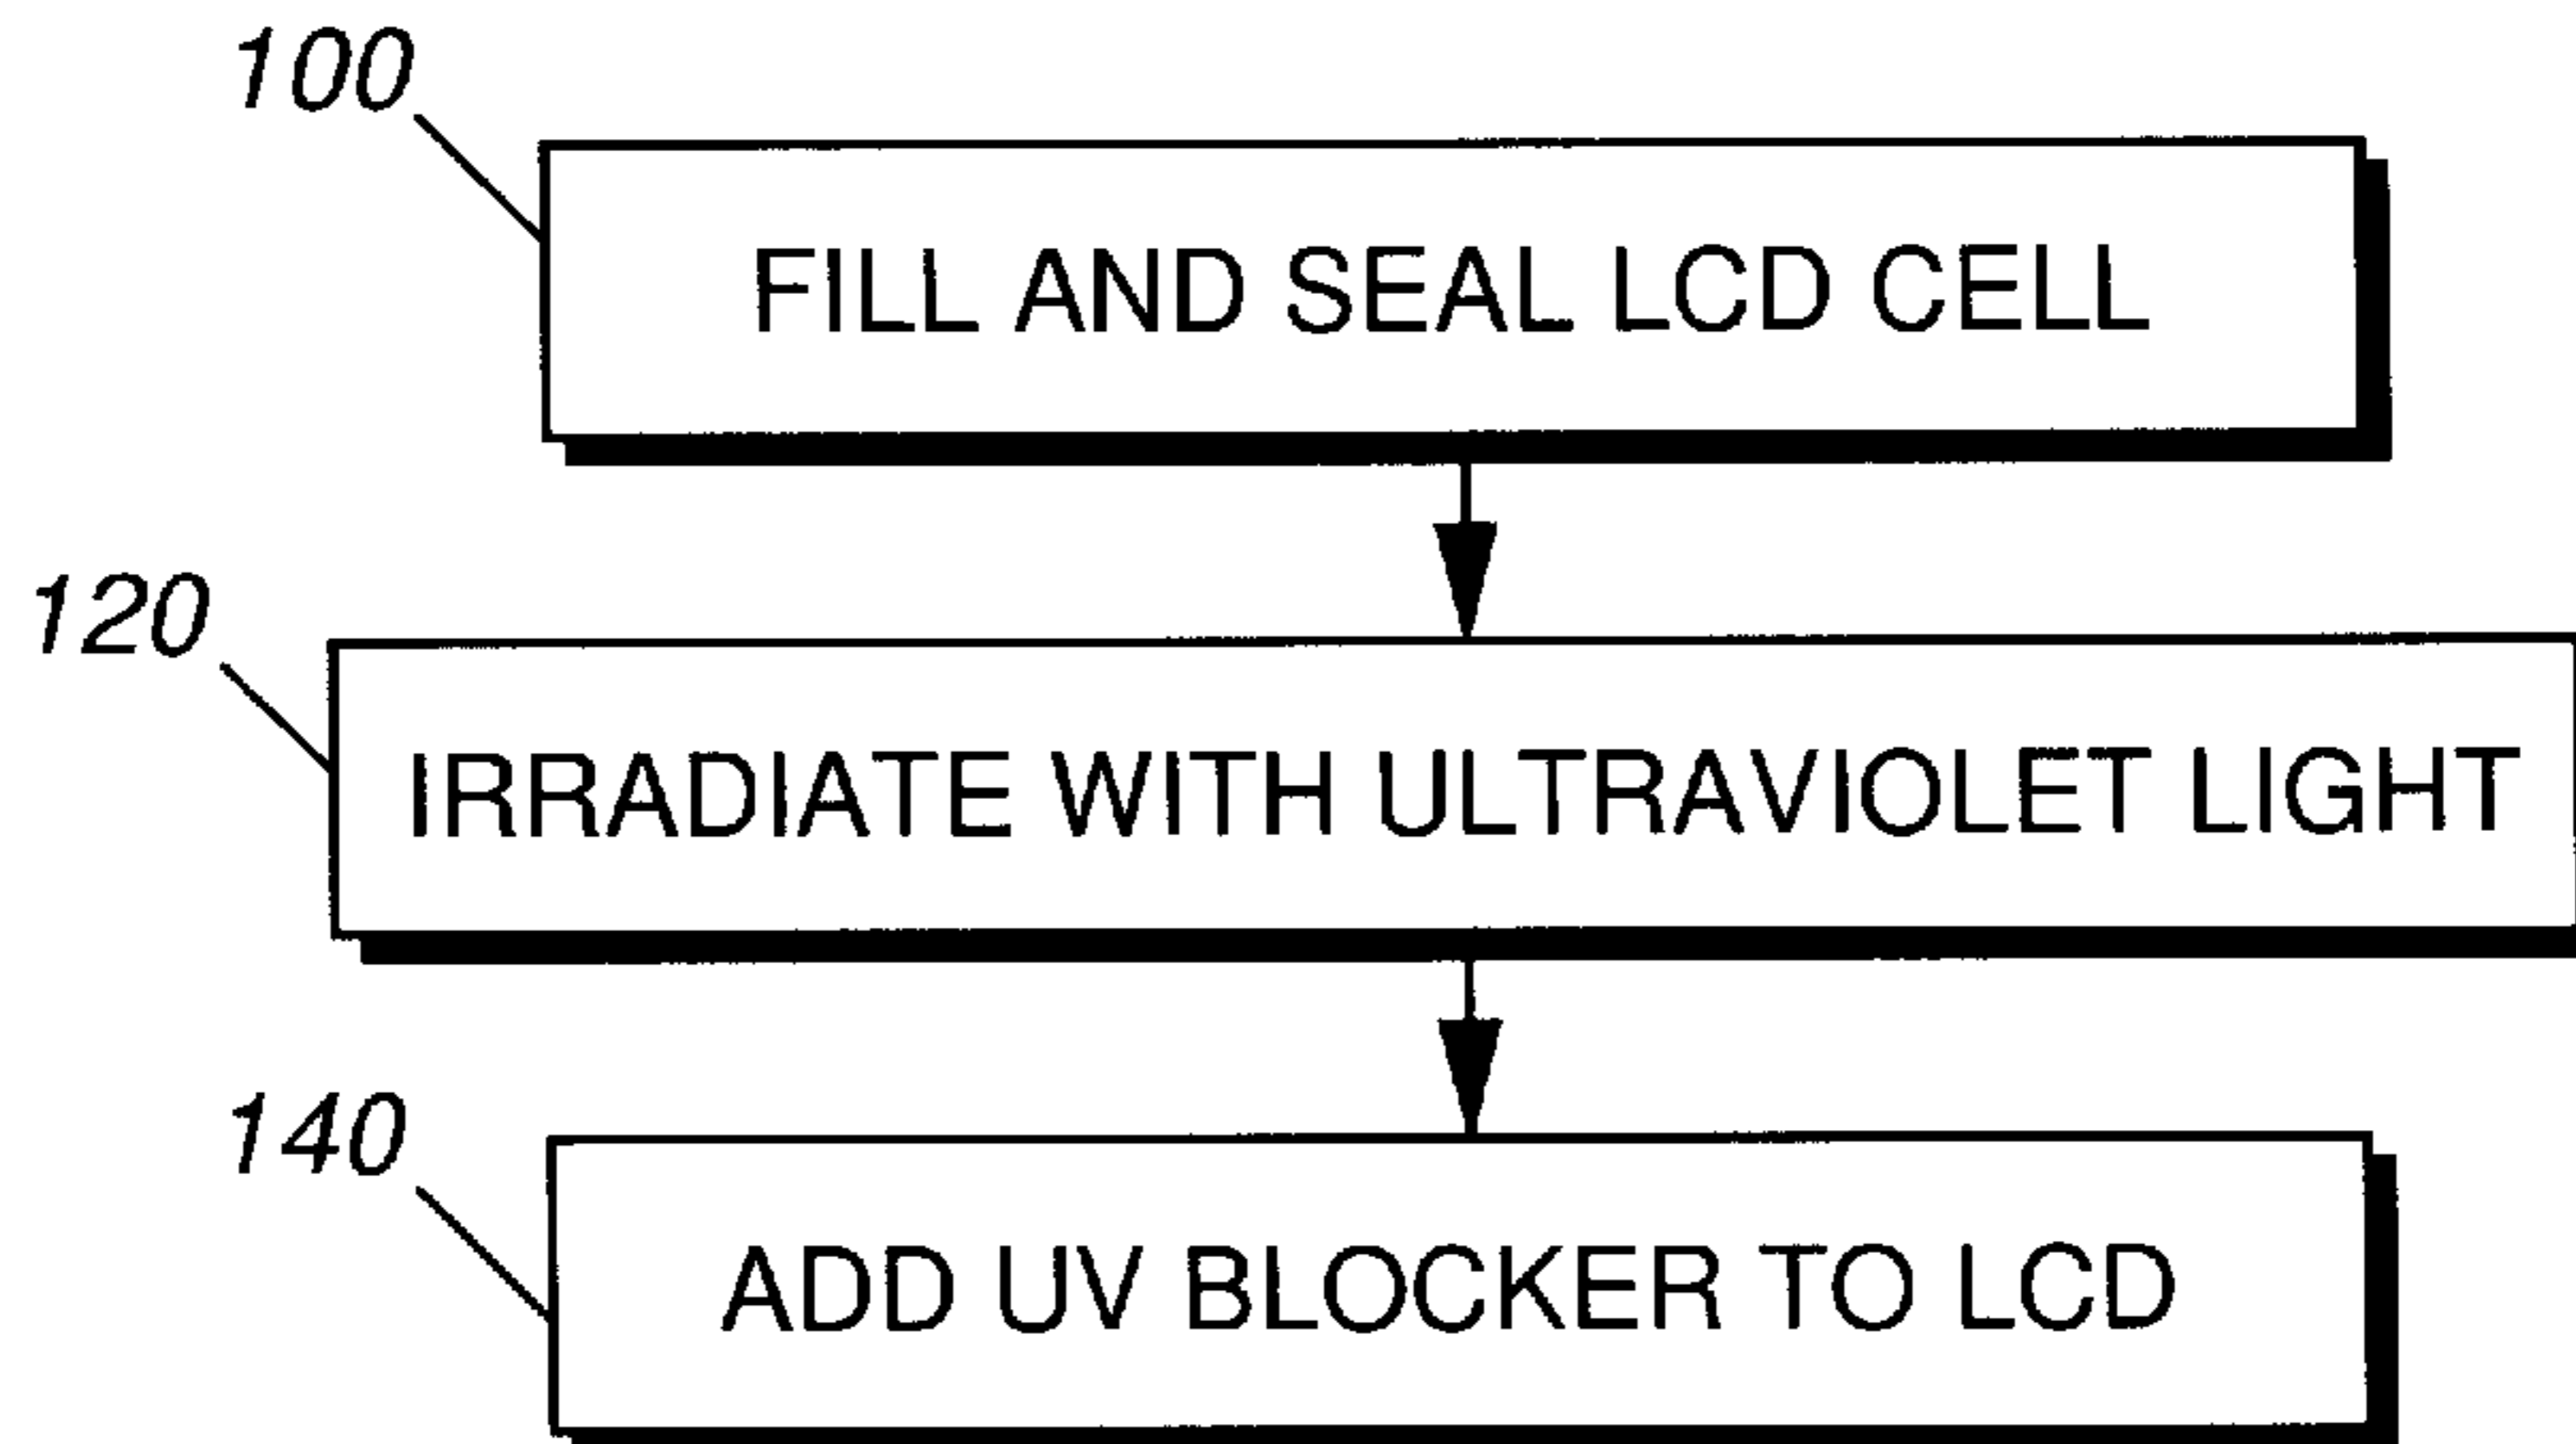 100
FILL AND SEAL LCD CELL
120
IRRADIATE WITH ULTRAVIOLET LIGHT
140
ADD UV BLOCKER TO LCD